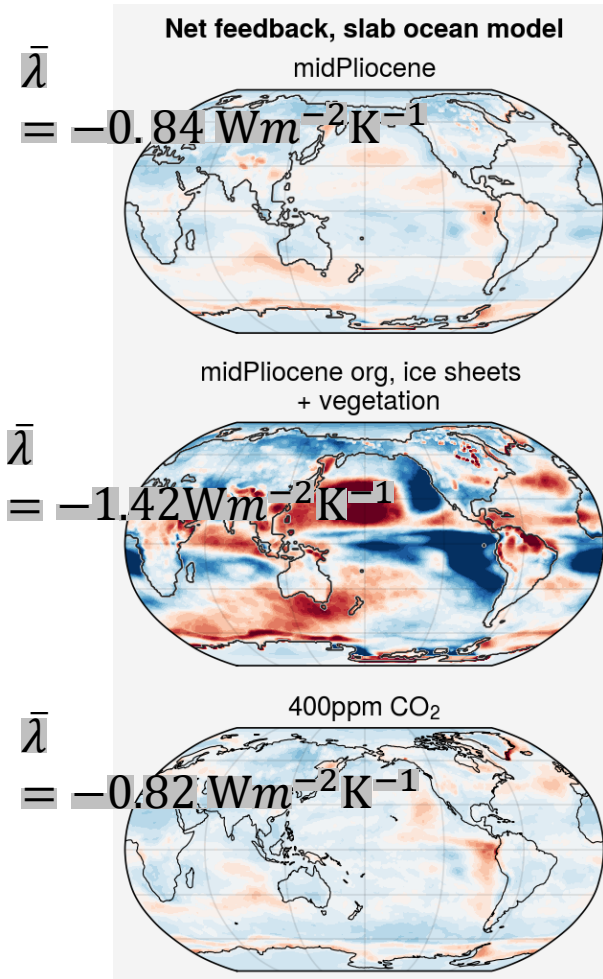 Net feedback, slab ocean model
midPliocene
λ̄
= −0.84 Wm⁻²K⁻¹
midPliocene org, ice sheets
+ vegetation
λ̄
= −1.42Wm⁻²K⁻¹
400ppm CO₂
λ̄
= −0.82 Wm⁻²K⁻¹